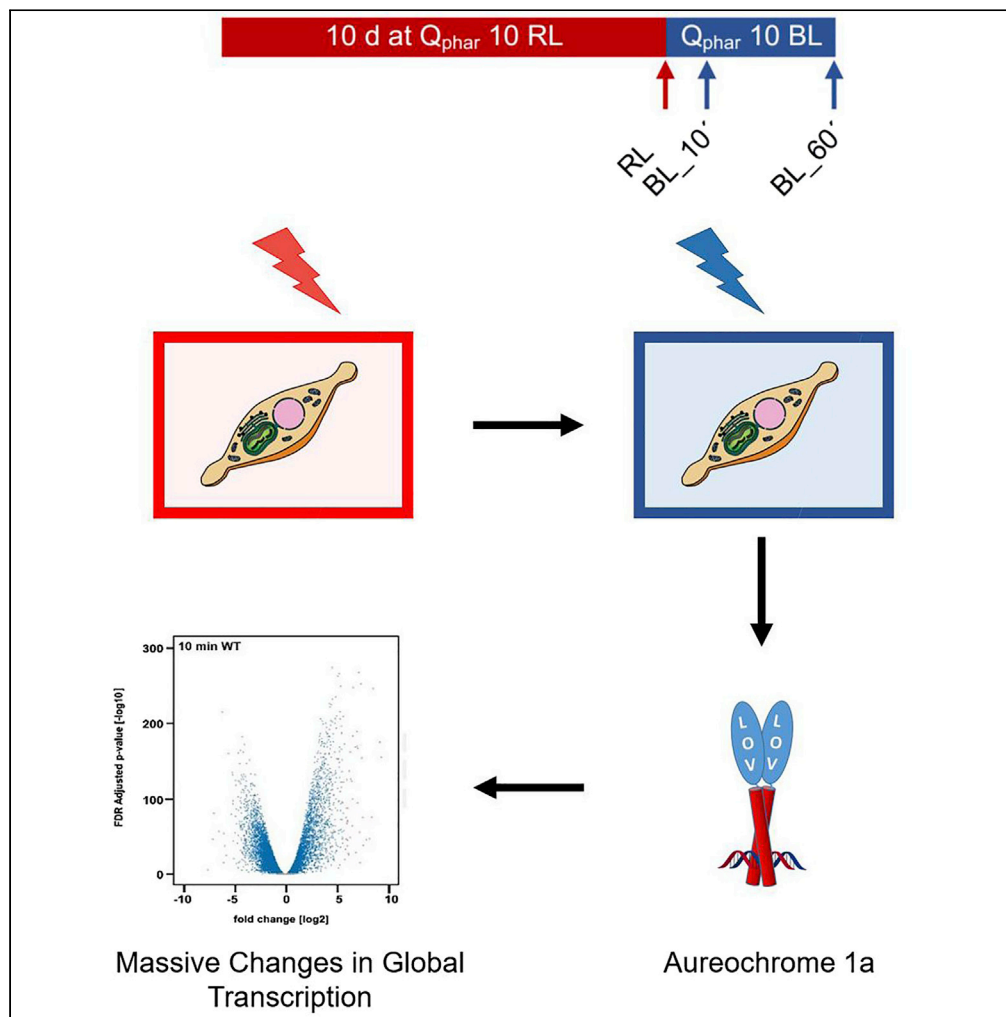 10 d at Qphar 10 RL
Qphar 10 BL
RL
BL_10´
BL_60´
10 min WT
300
200
100
0
FDR Adjusted p-value [-log10]
-10
-5
0
5
10
fold change [log2]
L
O
V
L
O
V
Massive Changes in Global
Transcription
Aureochrome 1a